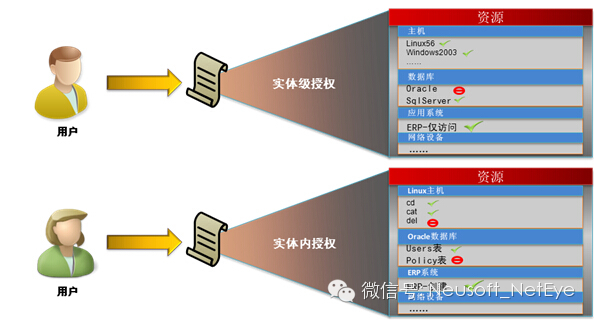 资源
主机
Linux56
Windows2003
......
数据库
Oracle
SqlServer
应用系统
ERP-仅访问
网络设备
......
用户
实体级授权
资源
Linux主机
cd
cat
del
Oracle数据库
Users表
Policy表
ERP系统
网络设备
......
用户
实体内授权
微信号: Neusoft_NetEye